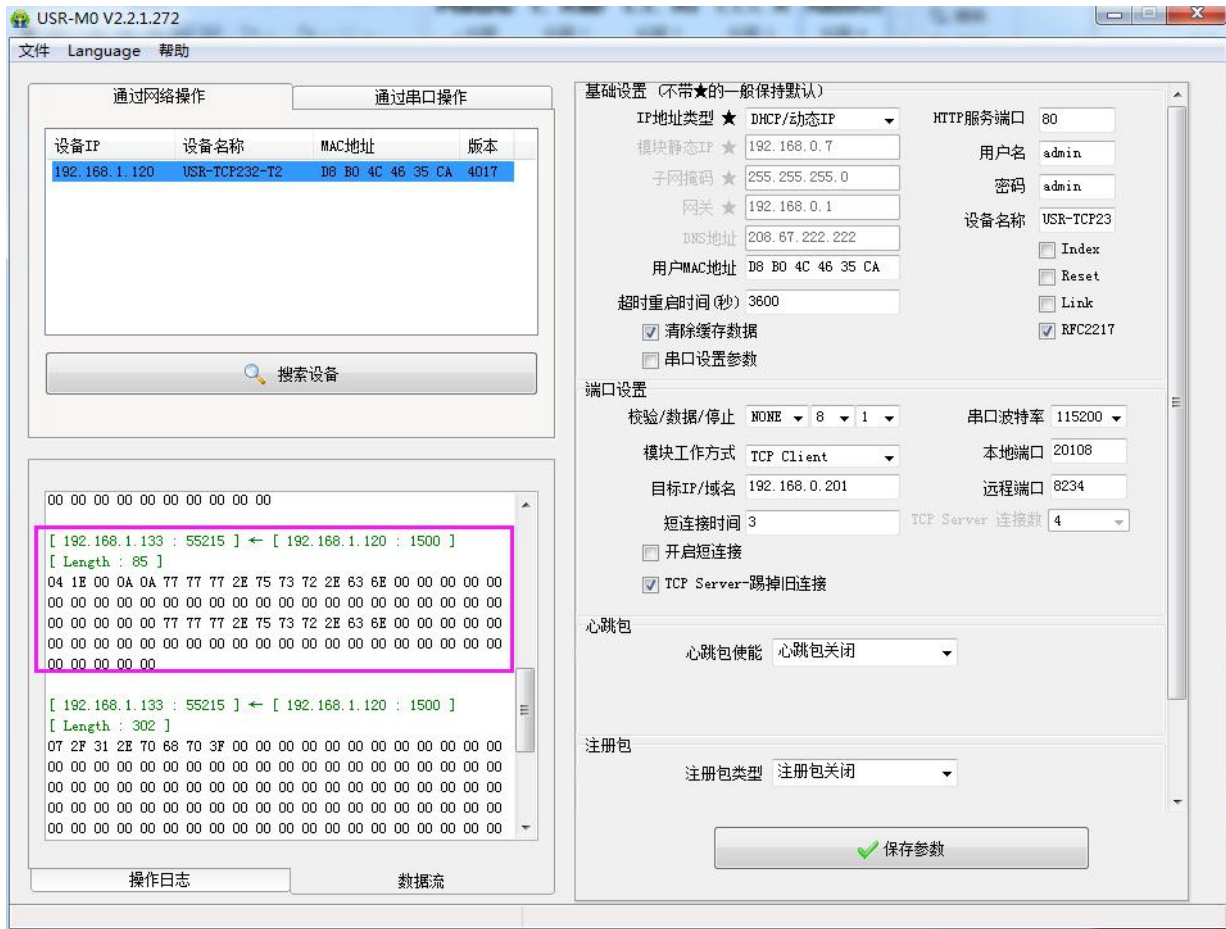 USR-M0 V2.2.1.272
文件 Language 帮助
通过网络操作 通过串口操作
设备IP 设备名称 MAC地址 版本
192.168.1.120 USR-TCP232-T2 D8 B0 4C 46 35 CA 4017
搜索设备
00 00 00 00 00 00 00 00 00 00
[ 192.168.1.133 : 55215 ] ← [ 192.168.1.120 : 1500 ]
[ Length : 85 ]
04 1E 00 0A 0A 77 77 77 2E 75 73 72 2E 63 6E 00 00 00 00 00
00 00 00 00 00 00 00 00 00 00 00 00 00 00 00 00 00 00 00 00
00 00 00 00 00 77 77 77 2E 75 73 72 2E 63 6E 00 00 00 00 00
00 00 00 00 00 00 00 00 00 00 00 00 00 00 00 00 00 00 00 00
00 00 00 00 00
[ 192.168.1.133 : 55215 ] ← [ 192.168.1.120 : 1500 ]
[ Length : 302 ]
07 2F 31 2E 70 68 70 3F 00 00 00 00 00 00 00 00 00 00 00 00
00 00 00 00 00 00 00 00 00 00 00 00 00 00 00 00 00 00 00 00
00 00 00 00 00 00 00 00 00 00 00 00 00 00 00 00 00 00 00 00
00 00 00 00 00 00 00 00 00 00 00 00 00 00 00 00 00 00 00 00
00 00 00 00 00 00 00 00 00 00 00 00 00 00 00 00 00 00 00 00
操作日志 数据流
基础设置 (不带★的一般保持默认)
IP地址类型 ★ DHCP/动态IP
模块静态IP ★ 192.168.0.7
子网掩码 ★ 255.255.255.0
网关 ★ 192.168.0.1
DNS地址 208.67.222.222
用户MAC地址 D8 B0 4C 46 35 CA
超时重启时间(秒) 3600
清除缓存数据
串口设置参数
HTTP服务端口 80
用户名 admin
密码 admin
设备名称 USR-TCP23
Index
Reset
Link
RFC2217
端口设置
校验/数据/停止 NONE 8 1 串口波特率 115200
模块工作方式 TCP Client 本地端口 20108
目标IP/域名 192.168.0.201 远程端口 8234
短连接时间 3 TCP Server 连接数 4
开启短连接
TCP Server-踢掉旧连接
心跳包
心跳包使能 心跳包关闭
注册包
注册包类型 注册包关闭
保存参数